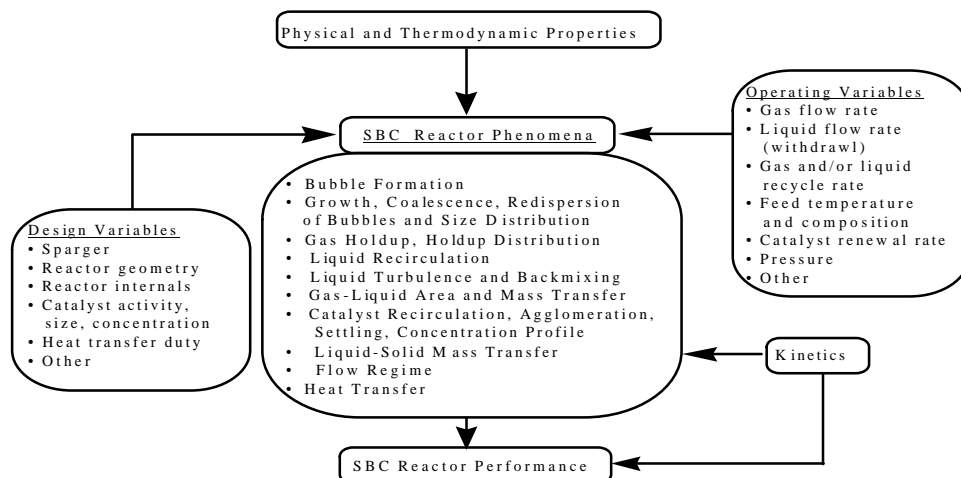 Physical and Thermodynamic Properties
SBC Reactor Phenomena
Operating Variables
• Gas flow rate
• Liquid flow rate
(withdrawl)
• Gas and/or liquid
recycle rate
• Feed temperature
and composition
• Catalyst renewal rate
• Pressure
• Other
Design Variables
• Sparger
• Reactor geometry
• Reactor internals
• Catalyst activity,
size, concentration
• Heat transfer duty
• Other
• Bubble Formation
• Growth, Coalescence, Redispersion
of Bubbles and Size Distribution
• Gas Holdup, Holdup Distribution
• Liquid Recirculation
• Liquid Turbulence and Backmixing
• Gas-Liquid Area and Mass Transfer
• Catalyst Recirculation, Agglomeration,
Settling, Concentration Profile
• Liquid-Solid Mass Transfer
• Flow Regime
• Heat Transfer
Kinetics
SBC Reactor Performance